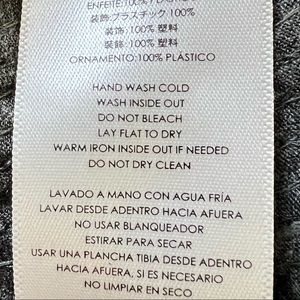 ENFEITE:100% PLÁSTICO
装飾:プラスチック 100%
装饰: 100% 塑料
裝飾: 100% 塑料
ORNAMENTO:100% PLÁSTICO
HAND WASH COLD
WASH INSIDE OUT
DO NOT BLEACH
LAY FLAT TO DRY
WARM IRON INSIDE OUT IF NEEDED
DO NOT DRY CLEAN
LAVADO A MANO CON AGUA FRÍA
LAVAR DESDE ADENTRO HACIA AFUERA
NO USAR BLANQUEADOR
ESTIRAR PARA SECAR
USAR UNA PLANCHA TIBIA DESDE ADENTRO
HACIA AFUERA, SI ES NECESARIO
NO LIMPIAR EN SECO